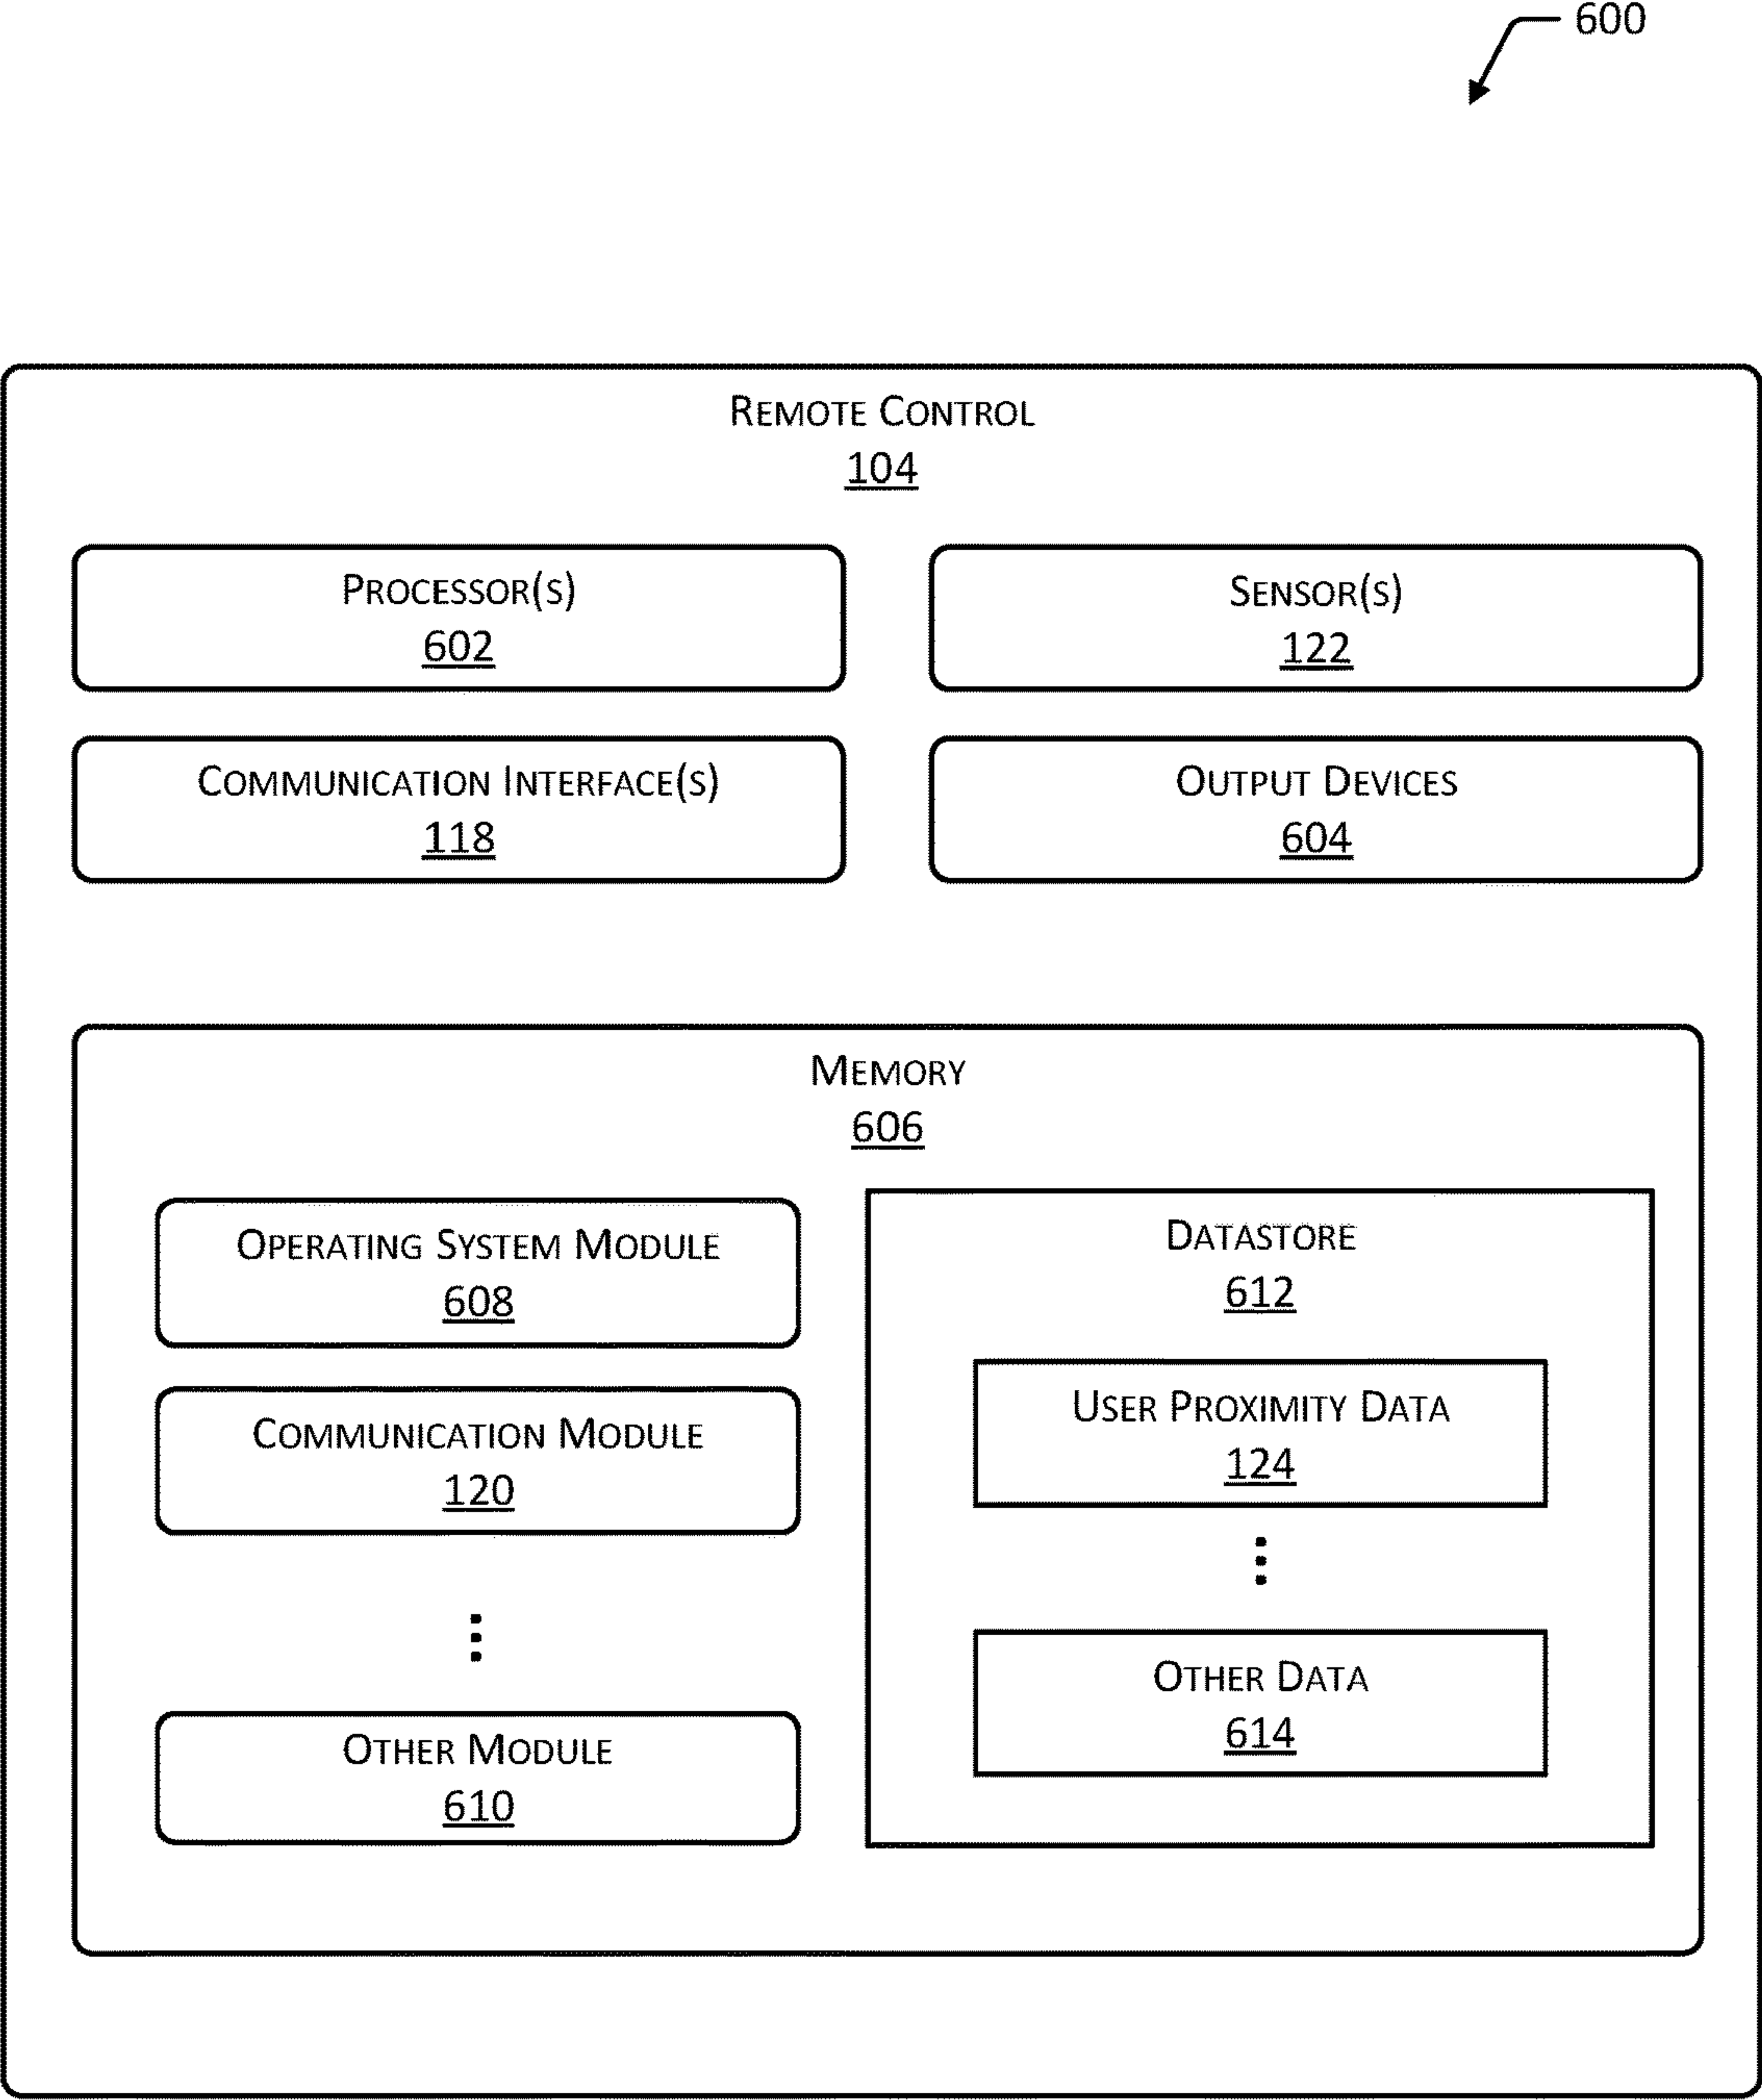 600
Remote Control
104
Processor(s)
602
Sensor(s)
122
Communication Interface(s)
118
Output Devices
604
Memory
606
Operating System Module
608
Communication Module
120
Other Module
610
Datastore
612
User Proximity Data
124
Other Data
614